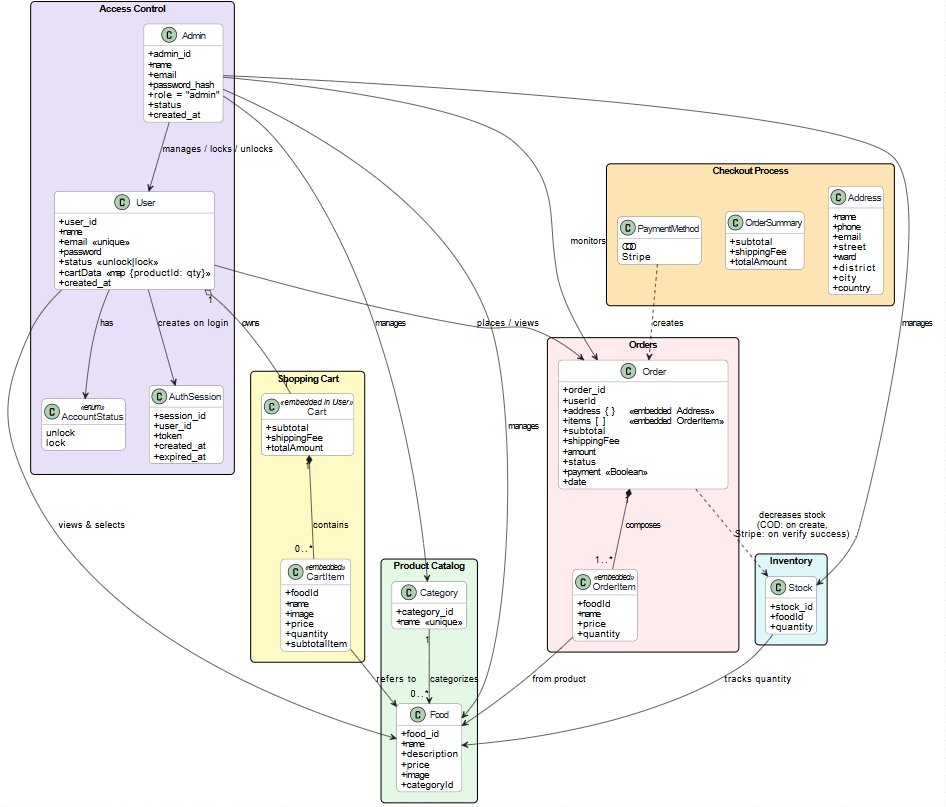 Access Control
C Admin
+admin_id
+name
+email
+password_hash
+role = "admin"
+status
+created_at
manages / locks / unlocks
C User
+user_id
+name
+email «unique»
+password
+status «unlock|lock»
+cartData «map {productId: qty}»
+created_at
1
has
creates on login
owns
C «enum»
AccountStatus
unlock
lock
C AuthSession
+session_id
+user_id
+token
+created_at
+expired_at
Checkout Process
C PaymentMethod
COD
Stripe
C OrderSummary
+subtotal
+shippingFee
+totalAmount
C Address
+name
+phone
+email
+street
+ward
+district
+city
+country
monitors
manages
places / views
creates
manages
manages
Shopping Cart
C «embedded in User»
Cart
+subtotal
+shippingFee
+totalAmount
1
contains
0..*
C «embedded»
CartItem
+foodId
+name
+image
+price
+quantity
+subtotalItem
Orders
C Order
+order_id
+userId
+address { } «embedded Address»
+items [ ] «embedded OrderItem»
+subtotal
+shippingFee
+amount
+status
+payment «Boolean»
+date
1
composes
1..*
C «embedded»
OrderItem
+foodId
+name
+price
+quantity
decreases stock
(COD: on create,
Stripe: on verify success)
Inventory
C Stock
+stock_id
+foodId
+quantity
views & selects
Product Catalog
C Category
+category_id
+name «unique»
1
refers to
categorizes
0..*
from product
tracks quantity
C Food
+food_id
+name
+description
+price
+image
+categoryId